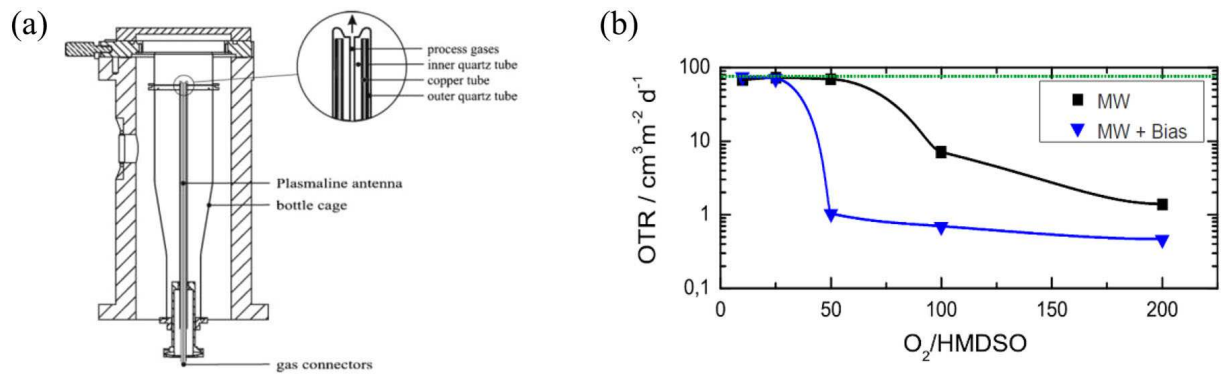 (a)
process gases
inner quartz tube
copper tube
outer quartz tube
Plasmaline antenna
bottle cage
gas connectors
(b)
OTR / cm³m⁻² d⁻¹
100
10
1
0,1
MW
MW + Bias
0 50 100 150 200
O₂/HMDSO